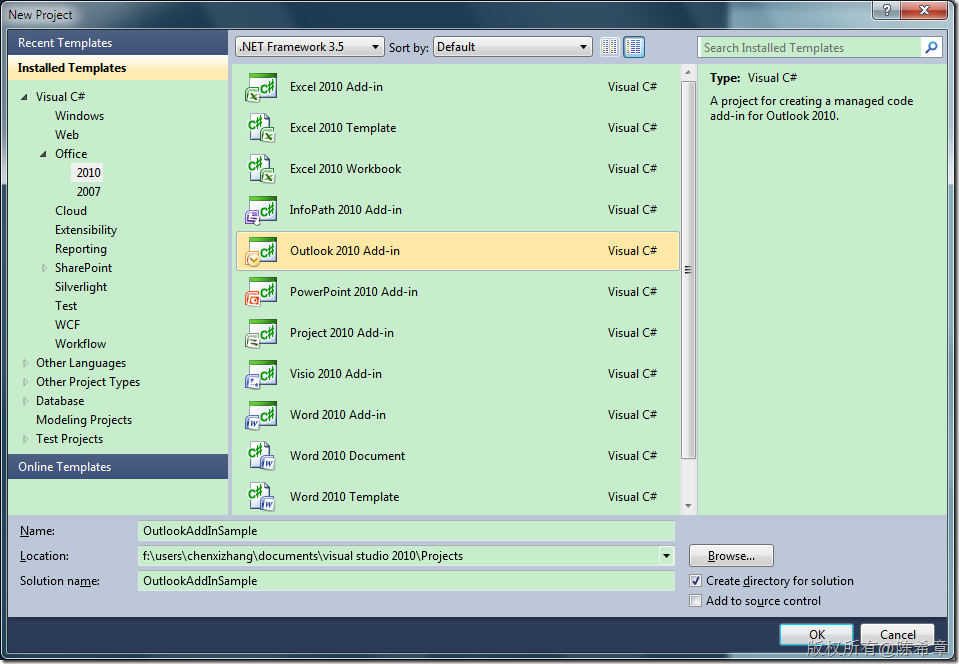 New Project
Recent Templates
Installed Templates
Visual C#
Windows
Web
Office
2010
2007
Cloud
Extensibility
Reporting
SharePoint
Silverlight
Test
WCF
Workflow
Other Languages
Other Project Types
Database
Modeling Projects
Test Projects
Online Templates
.NET Framework 3.5 Sort by: Default
Excel 2010 Add-in Visual C#
Excel 2010 Template Visual C#
Excel 2010 Workbook Visual C#
InfoPath 2010 Add-in Visual C#
Outlook 2010 Add-in Visual C#
PowerPoint 2010 Add-in Visual C#
Project 2010 Add-in Visual C#
Visio 2010 Add-in Visual C#
Word 2010 Add-in Visual C#
Word 2010 Document Visual C#
Word 2010 Template Visual C#
Search Installed Templates
Type: Visual C#
A project for creating a managed code
add-in for Outlook 2010.
Name: OutlookAddInSample
Location: f:\users\chenxizhang\documents\visual studio 2010\Projects Browse...
Solution name: OutlookAddInSample
Create directory for solution
Add to source control
OK Cancel
版权所有@陈希章